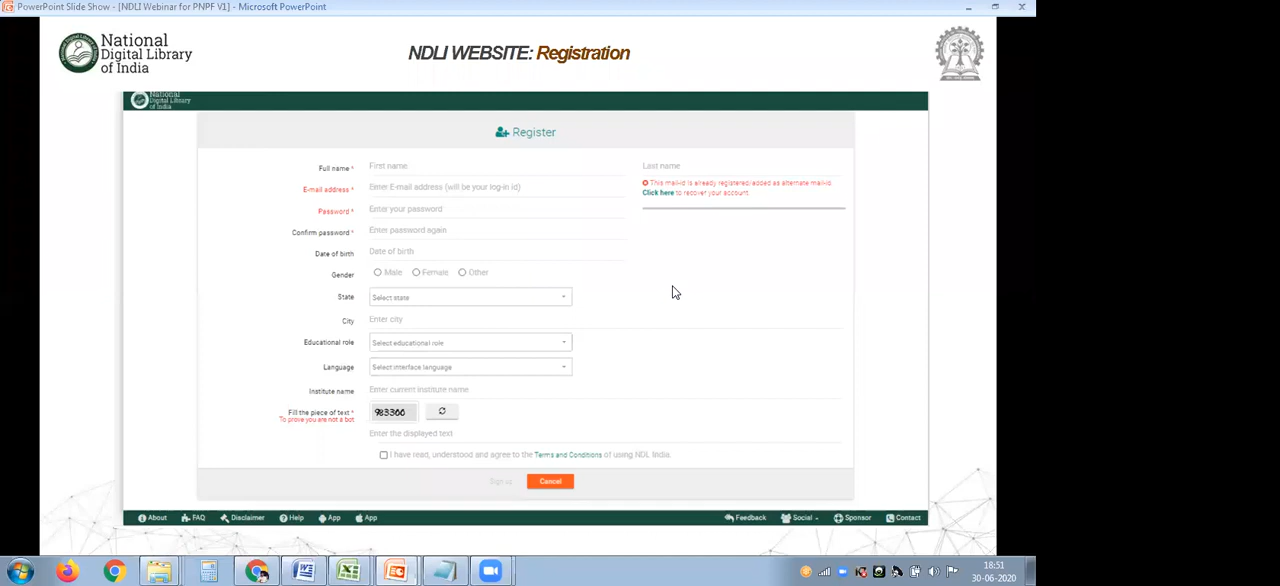 PowerPoint Slide Show - [NDLI Webinar for PNPF V1] - Microsoft PowerPoint
National
Digital Library
of India
NDLI WEBSITE: Registration
National
Digital Library
of India
Register
Full name * First name Last name
E-mail address * Enter E-mail address (will be your log-in id) This mail-id is already registered/added as alternate mail-id.
Click here to recover your account.
Password * Enter your password
Confirm password * Enter password again
Date of birth Date of birth
Gender Male Female Other
State Select state
City Enter city
Educational role Select educational role
Language Select interface language
Institute name Enter current institute name
Fill the piece of text * 983366
To prove you are not a bot
Enter the displayed text
I have read, understood and agree to the Terms and Conditions of using NDL India.
Sign up Cancel
About FAQ Disclaimer Help App App Feedback Social Sponsor Contact
18:51
30-06-2020